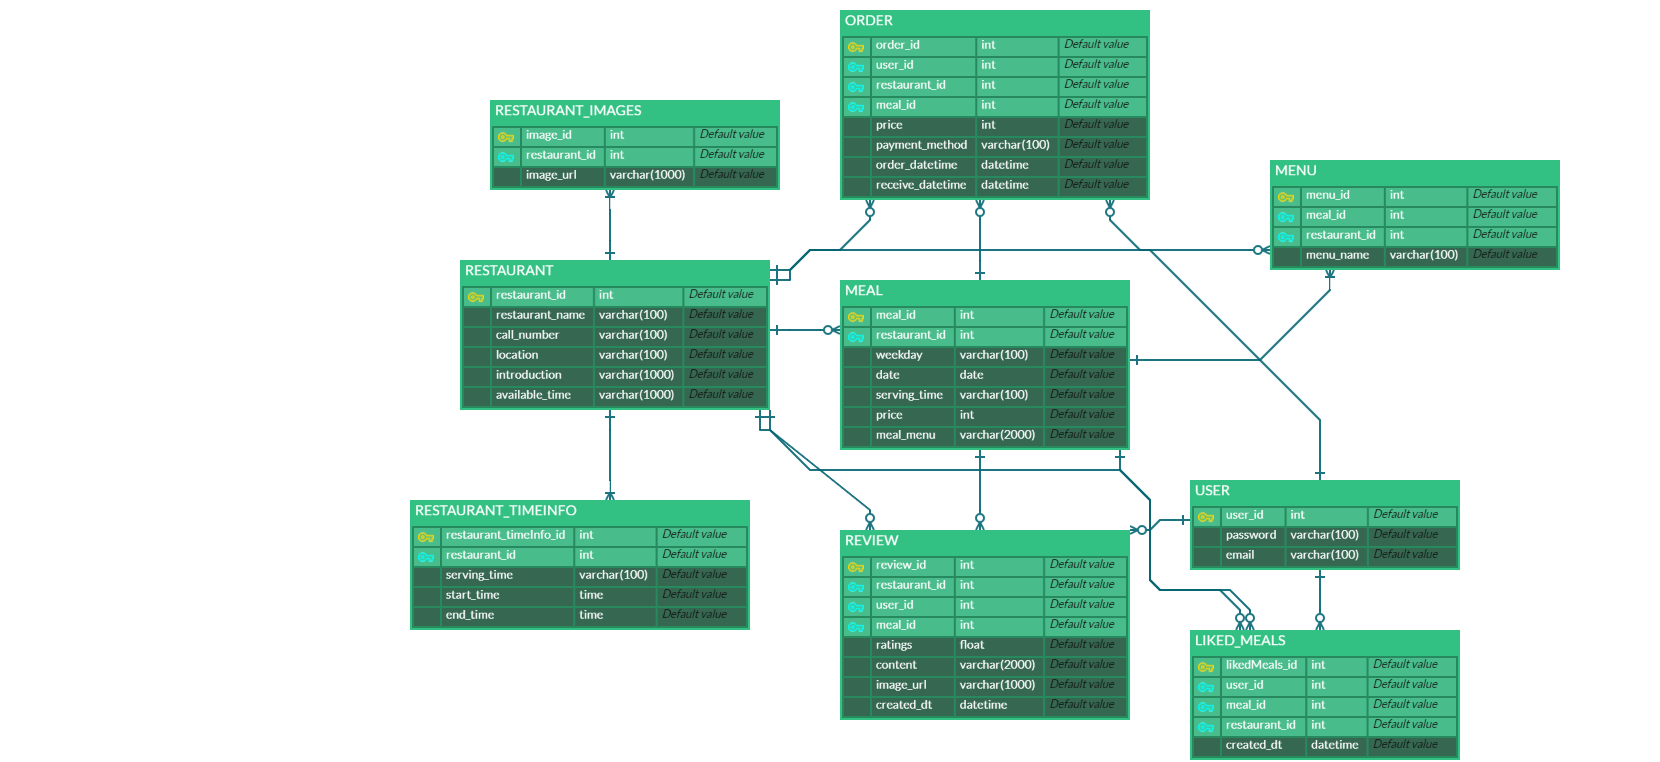 ORDER
order_id int Default value
user_id int Default value
restaurant_id int Default value
meal_id int Default value
price int Default value
payment_method varchar(100) Default value
order_datetime datetime Default value
receive_datetime datetime Default value
RESTAURANT_IMAGES
image_id int Default value
restaurant_id int Default value
image_url varchar(1000) Default value
MENU
menu_id int Default value
meal_id int Default value
restaurant_id int Default value
menu_name varchar(100) Default value
RESTAURANT
restaurant_id int Default value
restaurant_name varchar(100) Default value
call_number varchar(100) Default value
location varchar(100) Default value
introduction varchar(1000) Default value
available_time varchar(1000) Default value
MEAL
meal_id int Default value
restaurant_id int Default value
weekday varchar(100) Default value
date date Default value
serving_time varchar(100) Default value
price int Default value
meal_menu varchar(2000) Default value
RESTAURANT_TIMEINFO
restaurant_timeInfo_id int Default value
restaurant_id int Default value
serving_time varchar(100) Default value
start_time time Default value
end_time time Default value
REVIEW
review_id int Default value
restaurant_id int Default value
user_id int Default value
meal_id int Default value
ratings float Default value
content varchar(2000) Default value
image_url varchar(1000) Default value
created_dt datetime Default value
USER
user_id int Default value
password varchar(100) Default value
email varchar(100) Default value
LIKED_MEALS
likedMeals_id int Default value
user_id int Default value
meal_id int Default value
restaurant_id int Default value
created_dt datetime Default value